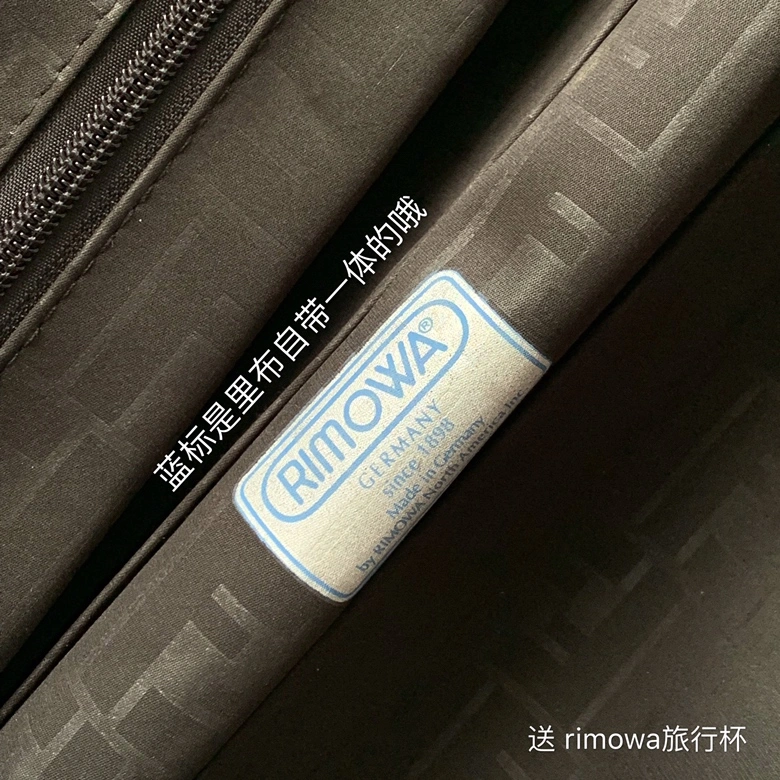 蓝标是里布自带一体的哦
RIMOWA®
GERMANY
since 1898
Made in Germany
by RIMOWA North America Inc
送 rimowa旅行杯